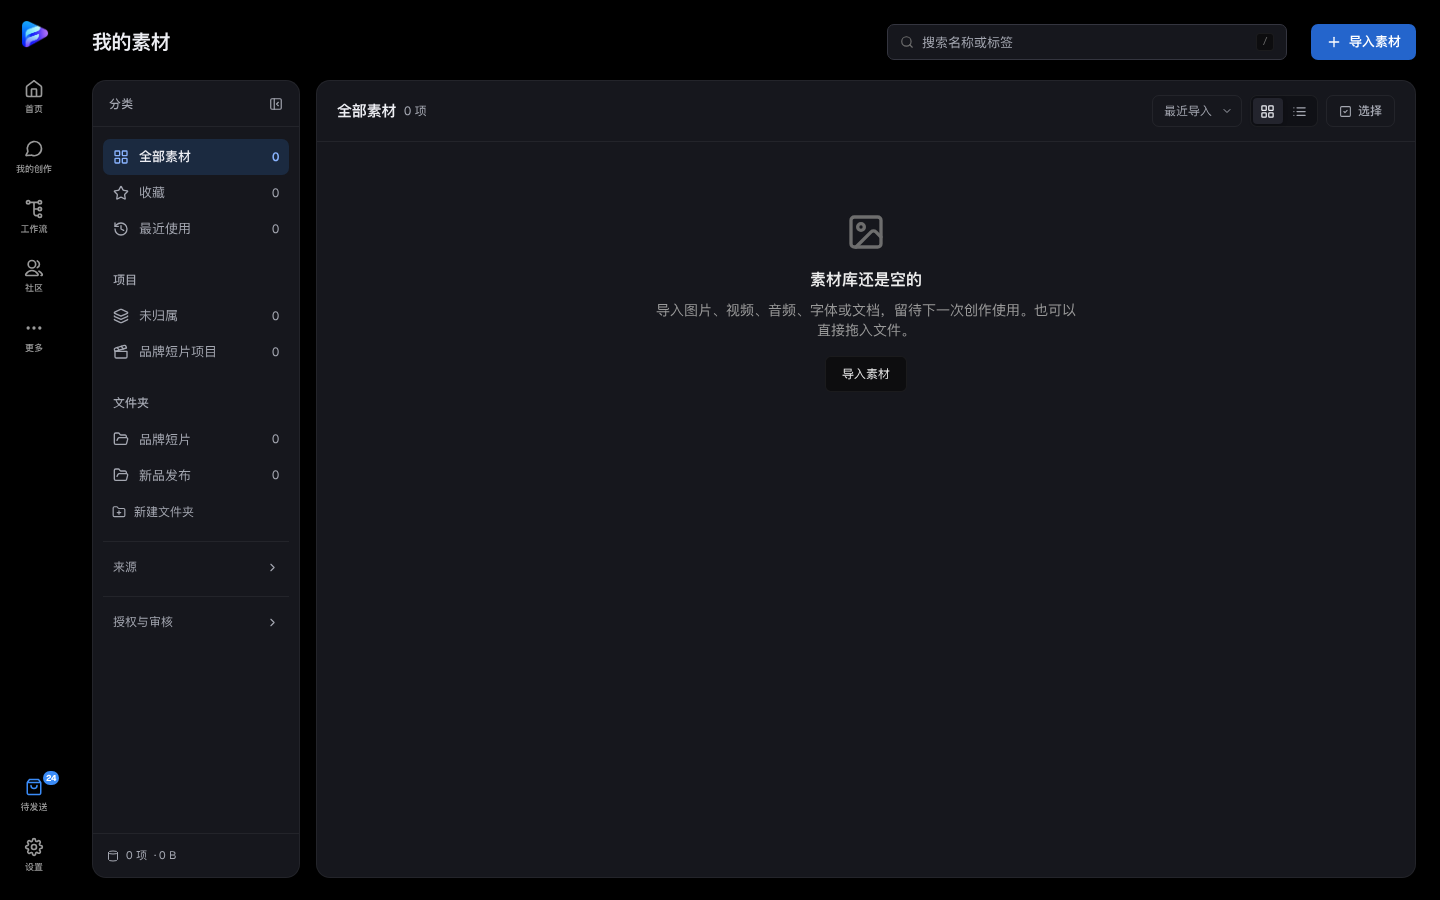 我的素材
搜索名称或标签
/
导入素材
首页
我的创作
工作流
社区
更多
待发送
24
设置
分类
全部素材 0
收藏 0
最近使用 0
项目
未归属 0
品牌短片项目 0
文件夹
品牌短片 0
新品发布 0
新建文件夹
来源
授权与审核
0 项 · 0 B
全部素材 0 项
最近导入
选择
素材库还是空的
导入图片、视频、音频、字体或文档，留待下一次创作使用。也可以
直接拖入文件。
导入素材